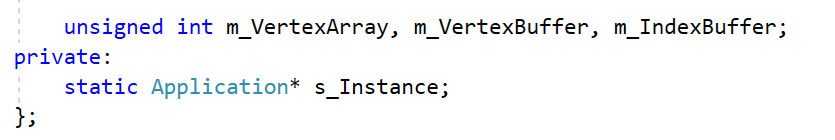 unsigned int m_VertexArray, m_VertexBuffer, m_IndexBuffer;
private:
static Application* s_Instance;
};